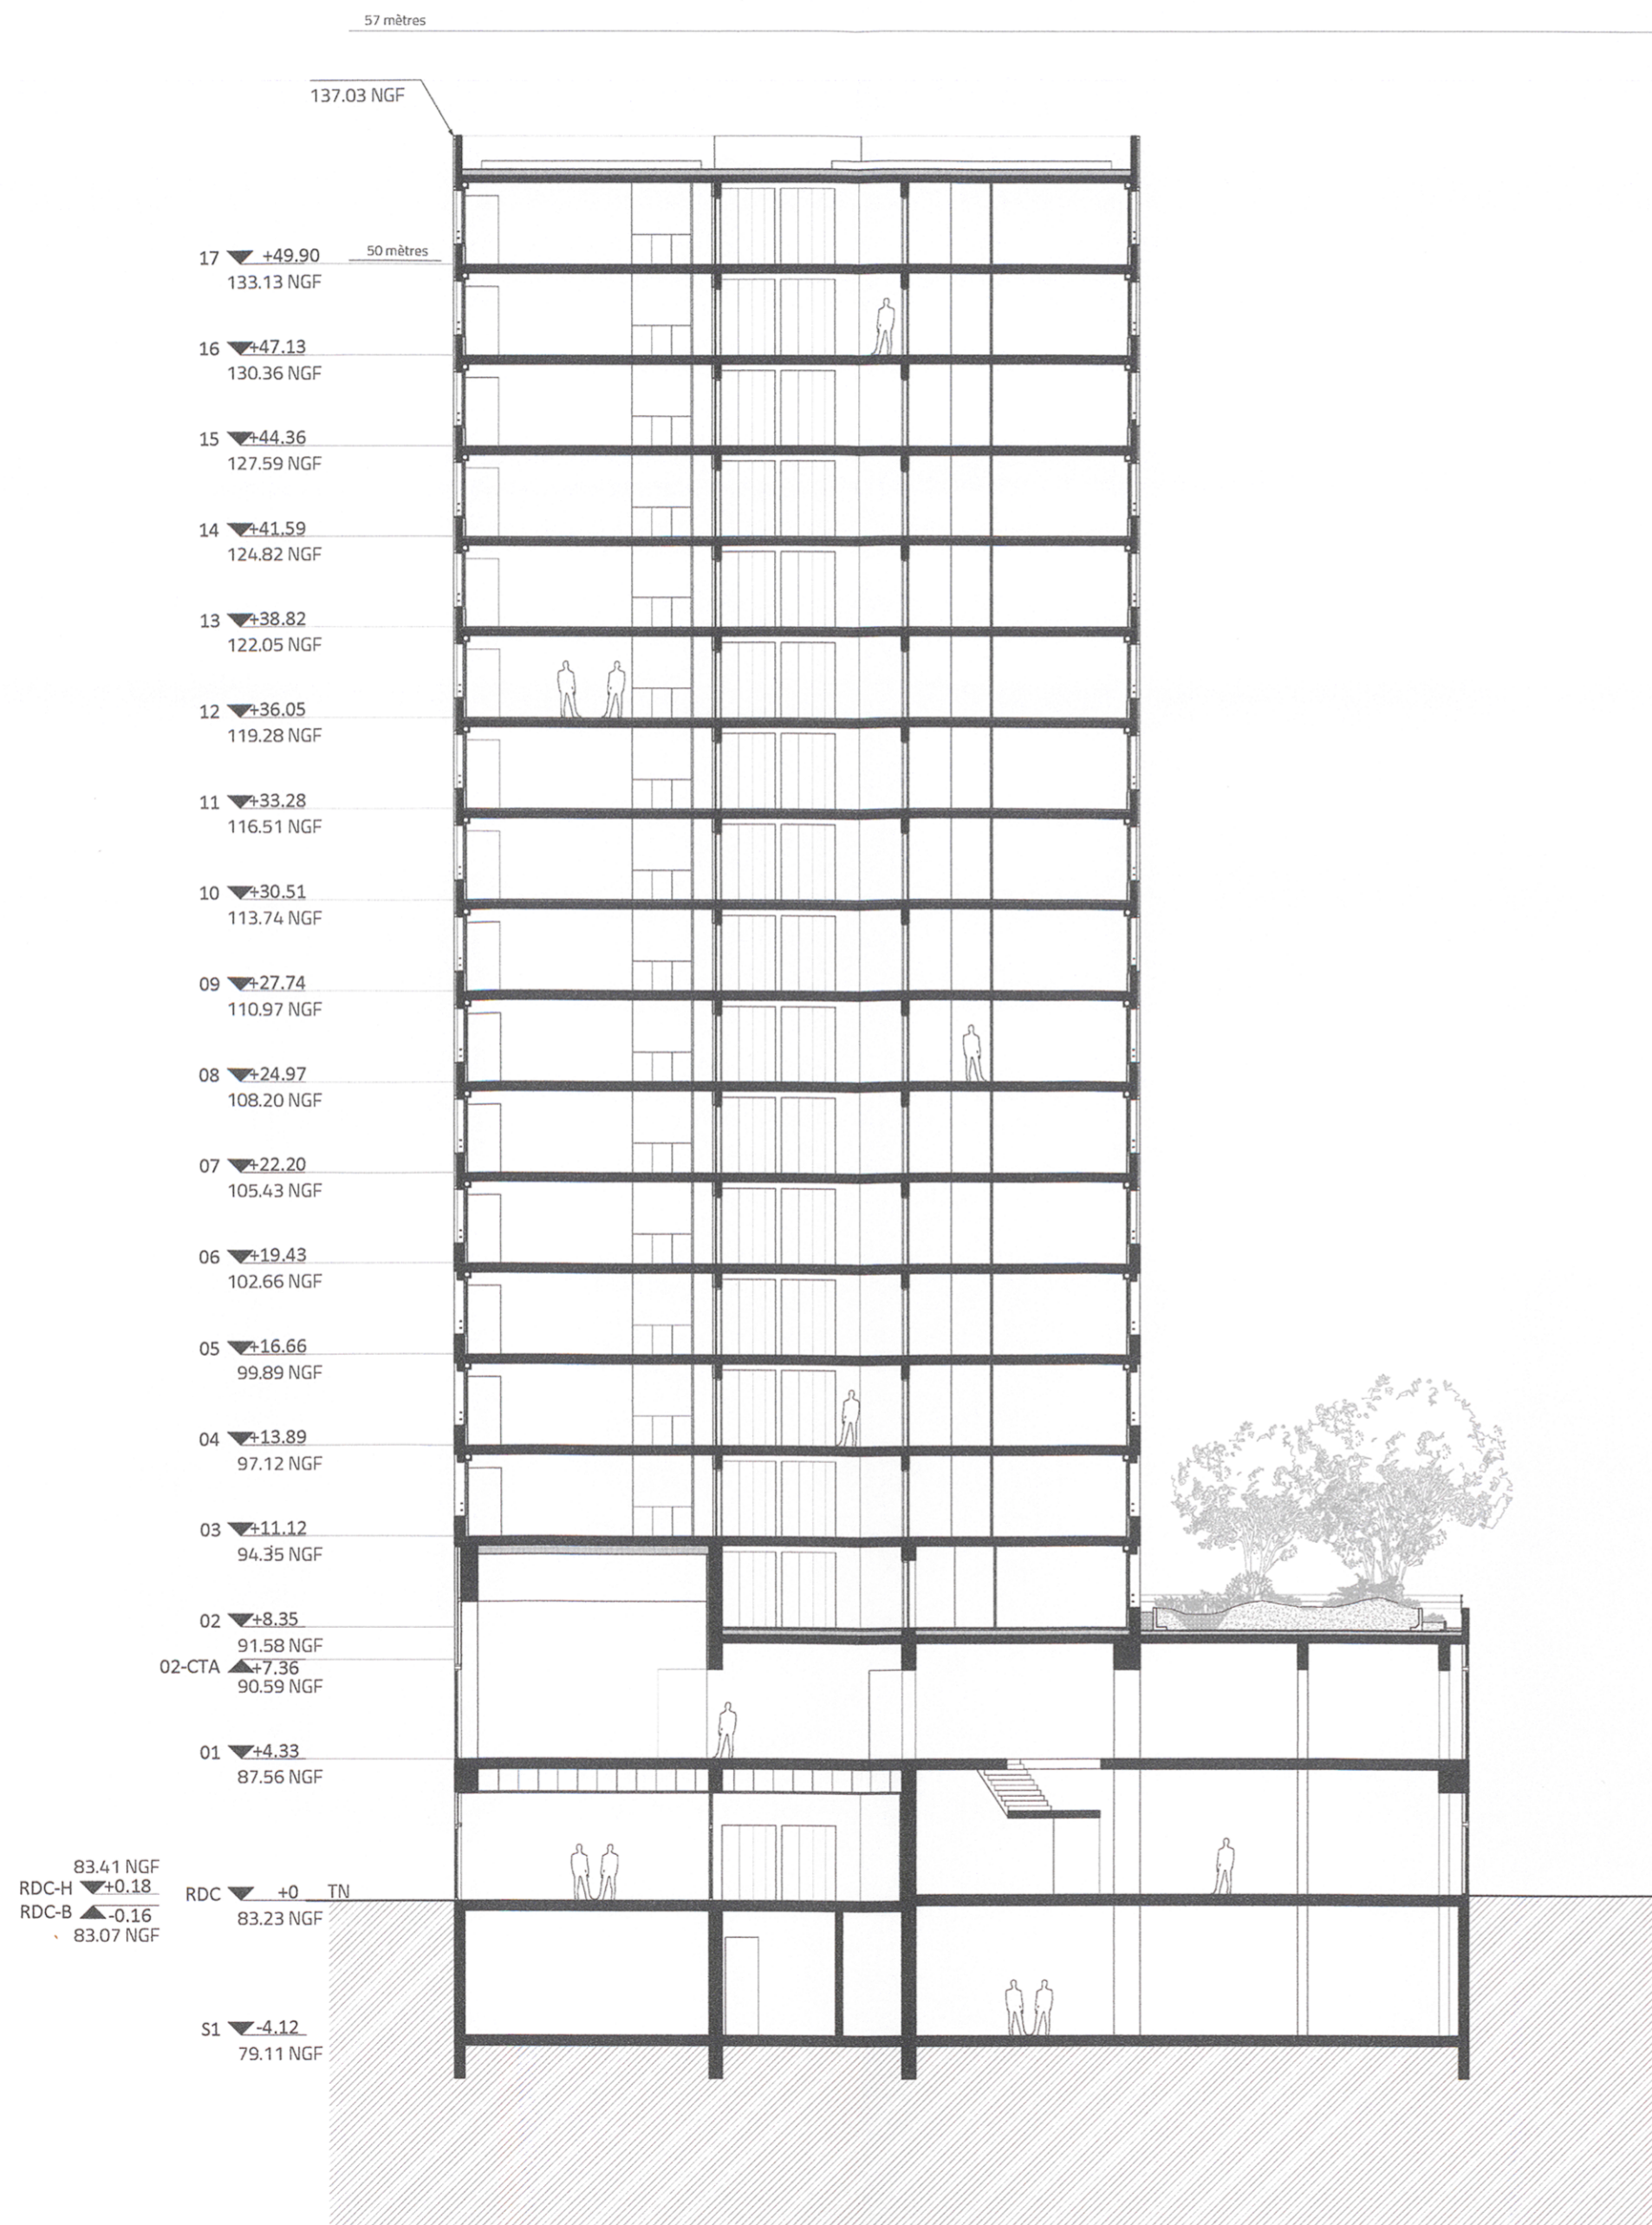 57 mètres
137.03 NGF
17 +49.90
50 mètres
133.13 NGF
16 +47.13
130.36 NGF
15 +44.36
127.59 NGF
14 +41.59
124.82 NGF
13 +38.82
122.05 NGF
12 +36.05
119.28 NGF
11 +33.28
116.51 NGF
10 +30.51
113.74 NGF
09 +27.74
110.97 NGF
08 +24.97
108.20 NGF
07 +22.20
105.43 NGF
06 +19.43
102.66 NGF
05 +16.66
99.89 NGF
04 +13.89
97.12 NGF
03 +11.12
94.35 NGF
02 +8.35
91.58 NGF
02-CTA +7.36
90.59 NGF
01 +4.33
87.56 NGF
83.41 NGF
RDC-H +0.18
RDC +0 TN
RDC-B -0.16
83.23 NGF
83.07 NGF
S1 -4.12
79.11 NGF